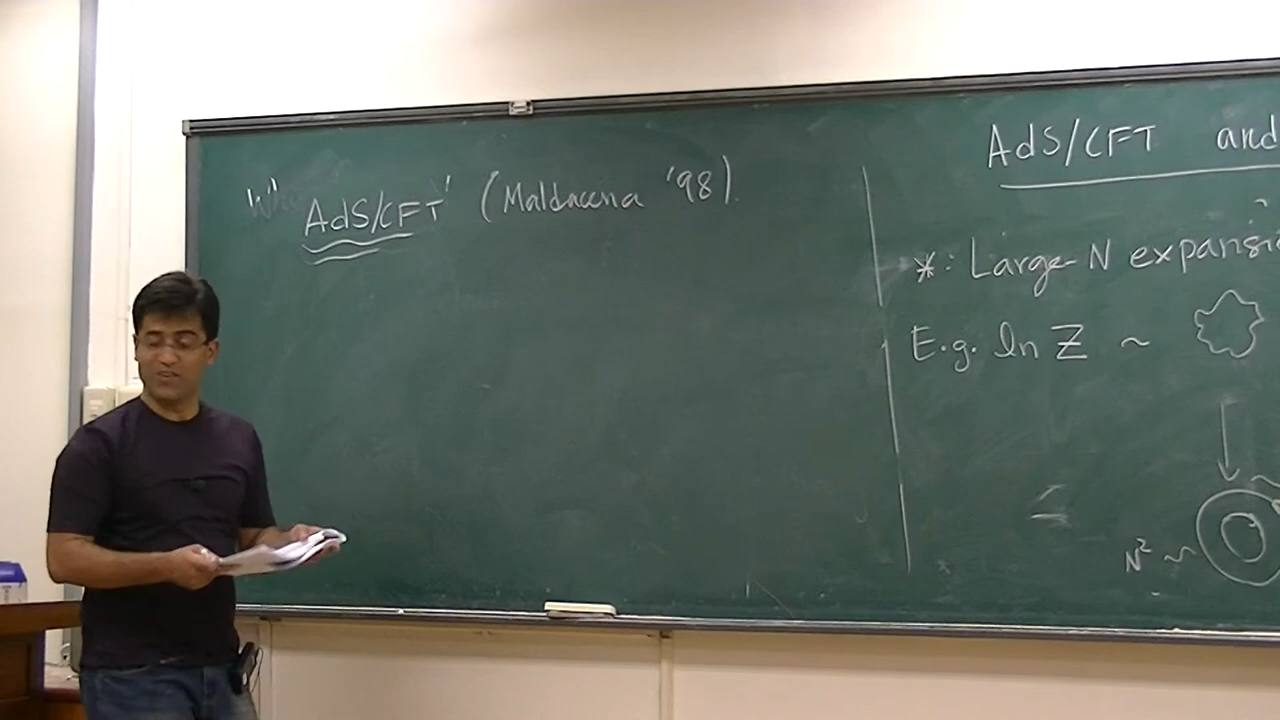 'AdS/CFT' (Maldacena '98).
AdS/CFT and
*: Large-N expansi
E.g. ln Z ~
N² ~